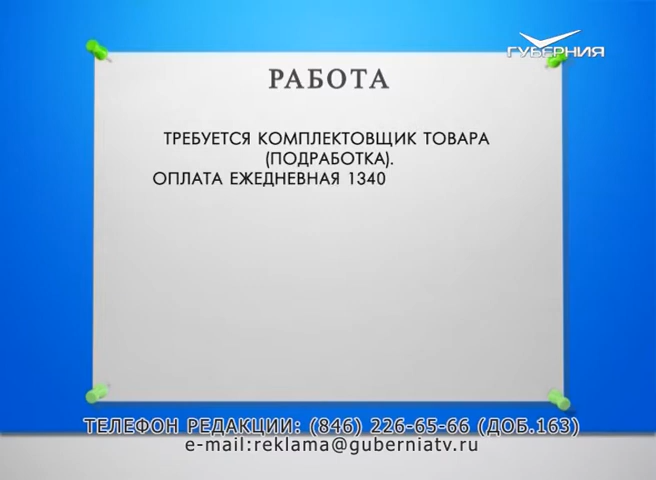 ГУБЕРНИЯ
РАБОТА
ТРЕБУЕТСЯ КОМПЛЕКТОВЩИК ТОВАРА
(ПОДРАБОТКА).
ОПЛАТА ЕЖЕДНЕВНАЯ 1340
ТЕЛЕФОН РЕДАКЦИИ: (846) 226-65-66 (ДОБ.163)
e-mail:reklama@guberniatv.ru